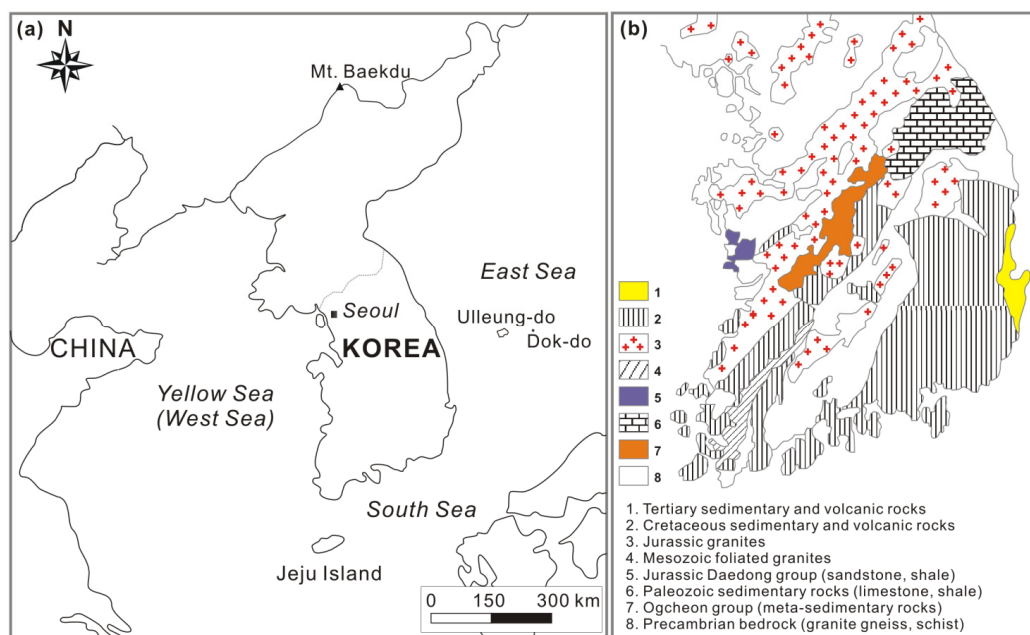 (a)
N
Mt. Baekdu
East Sea
Seoul
Ulleung-do
Dok-do
CHINA
KOREA
Yellow Sea
(West Sea)
South Sea
Jeju Island
0 150 300 km
(b)
1
2
3
4
5
6
7
8
1. Tertiary sedimentary and volcanic rocks
2. Cretaceous sedimentary and volcanic rocks
3. Jurassic granites
4. Mesozoic foliated granites
5. Jurassic Daedong group (sandstone, shale)
6. Paleozoic sedimentary rocks (limestone, shale)
7. Ogcheon group (meta-sedimentary rocks)
8. Precambrian bedrock (granite gneiss, schist)